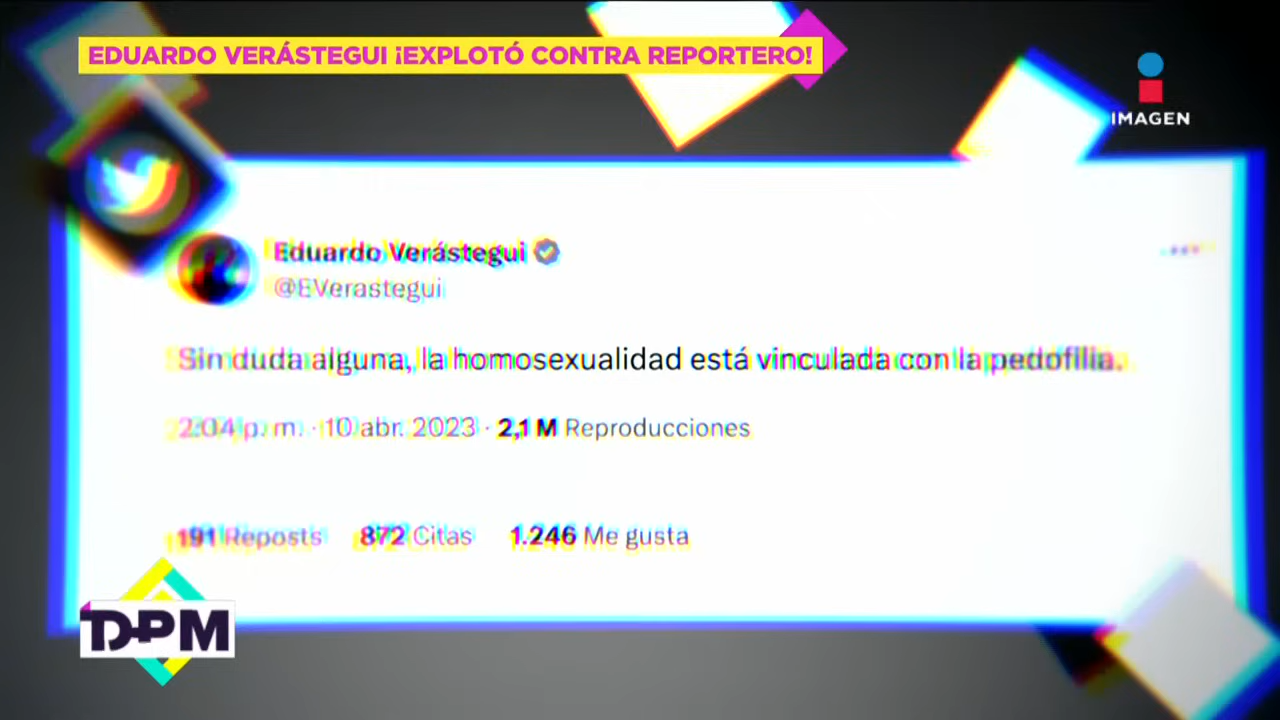 EDUARDO VERÁSTEGUI ¡EXPLOTÓ CONTRA REPORTERO!
IMAGEN
Eduardo Verástegui
@EVerastegui
Sin duda alguna, la homosexualidad está vinculada con la pedofilia.
2:04 p. m. · 10 abr. 2023 · 2,1 M Reproducciones
191 Reposts 872 Citas 1.246 Me gusta
DPM